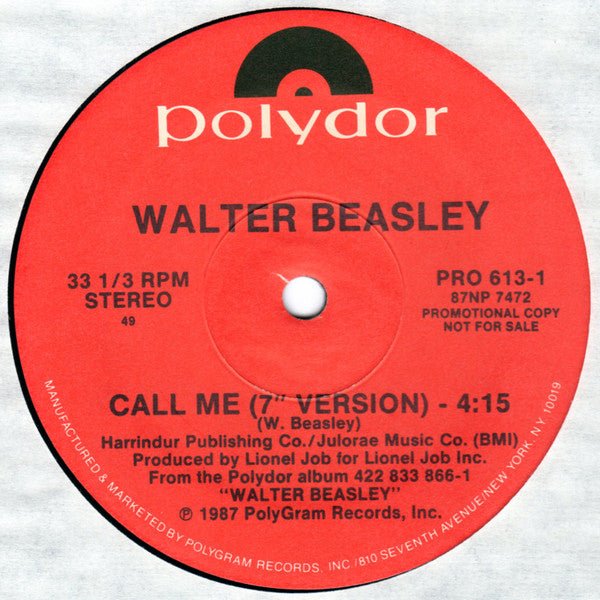 polydor
WALTER BEASLEY
33 1/3 RPM
STEREO
49
PRO 613-1
87NP 7472
PROMOTIONAL COPY
NOT FOR SALE
CALL ME (7" VERSION) - 4:15
(W. Beasley)
Harrindur Publishing Co./Julorae Music Co. (BMI)
Produced by Lionel Job for Lionel Job Inc.
From the Polydor album 422 833 866-1
"WALTER BEASLEY"
℗ 1987 PolyGram Records, Inc.
MANUFACTURED & MARKETED BY POLYGRAM RECORDS, INC /810 SEVENTH AVENUE/NEW YORK, NY 10019